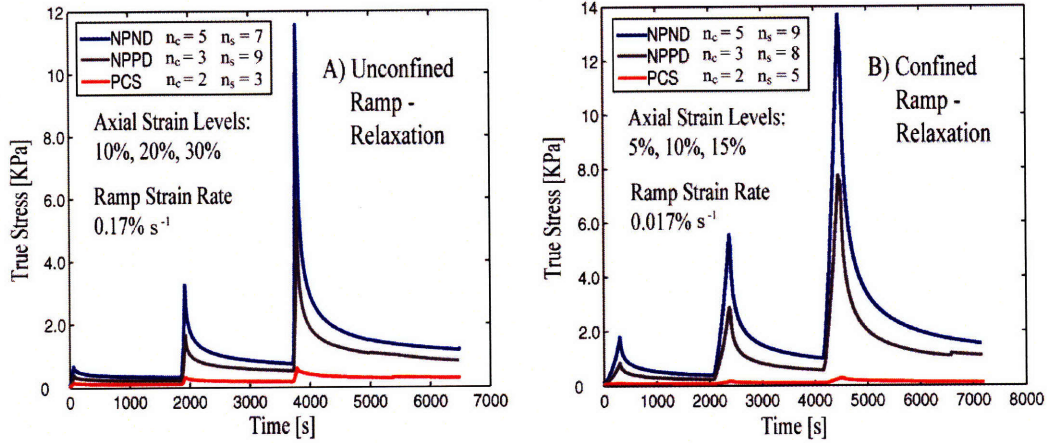 NPND n_c = 5 n_s = 7
NPPD n_c = 3 n_s = 9
PCS n_c = 2 n_s = 3
A) Unconfined
Ramp -
Relaxation
Axial Strain Levels:
10%, 20%, 30%
Ramp Strain Rate
0.17% s⁻¹
True Stress [KPa]
12
10
8.0
6.0
4.0
2.0
0
0 1000 2000 3000 4000 5000 6000 7000
Time [s]
NPND n_c = 5 n_s = 9
NPPD n_c = 3 n_s = 8
PCS n_c = 2 n_s = 5
B) Confined
Ramp -
Relaxation
Axial Strain Levels:
5%, 10%, 15%
Ramp Strain Rate
0.017% s⁻¹
True Stress [KPa]
14
12
10
8.0
6.0
4.0
2.0
0
0 1000 2000 3000 4000 5000 6000 7000 8000
Time [s]